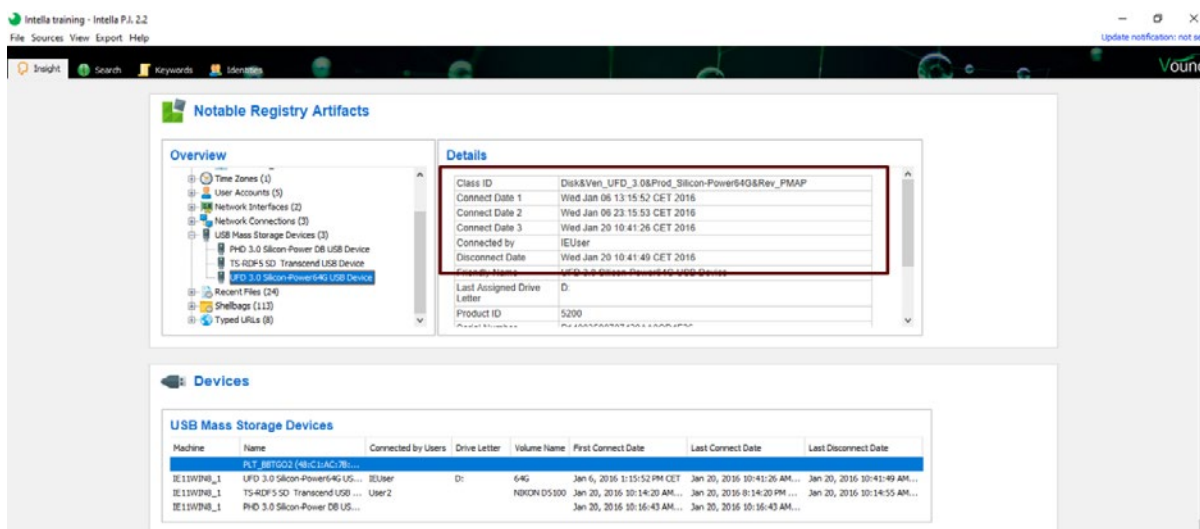 Intella training - Intella P.I. 2.2
File Sources View Export Help
Update notification: not se
Insight Search Keywords Identities
Vound
Notable Registry Artifacts
Overview
Time Zones (1)
User Accounts (5)
Network Interfaces (2)
Network Connections (3)
USB Mass Storage Devices (3)
PHD 3.0 Silicon-Power DB USB Device
TS-RDF5 SD Transcend USB Device
UFD 3.0 Silicon-Power64G USB Device
Recent Files (24)
Shellbags (113)
Typed URLs (8)
Details
Class ID Disk&Ven_UFD_3.0&Prod_Silicon-Power64G&Rev_PMAP
Connect Date 1 Wed Jan 06 13:15:52 CET 2016
Connect Date 2 Wed Jan 06 23:15:53 CET 2016
Connect Date 3 Wed Jan 20 10:41:26 CET 2016
Connected by IEUser
Disconnect Date Wed Jan 20 10:41:49 CET 2016
Friendly Name UFD 3.0 Silicon-Power64G USB Device
Last Assigned Drive Letter D:
Product ID 5200
Serial Number
Devices
USB Mass Storage Devices
Machine Name Connected by Users Drive Letter Volume Name First Connect Date Last Connect Date Last Disconnect Date
PLT_BBTGO2 (48:C1:AC:7B:...
IE11WIN8_1 UFD 3.0 Silicon-Power64G US... IEUser D: 64G Jan 6, 2016 1:15:52 PM CET Jan 20, 2016 10:41:26 AM... Jan 20, 2016 10:41:49 AM...
IE11WIN8_1 TS-RDF5 SD Transcend USB ... User2 NIKON D5100 Jan 20, 2016 10:14:20 AM... Jan 20, 2016 8:14:20 PM ... Jan 20, 2016 10:14:55 AM...
IE11WIN8_1 PHD 3.0 Silicon-Power DB US... Jan 20, 2016 10:16:43 AM... Jan 20, 2016 10:16:43 AM...